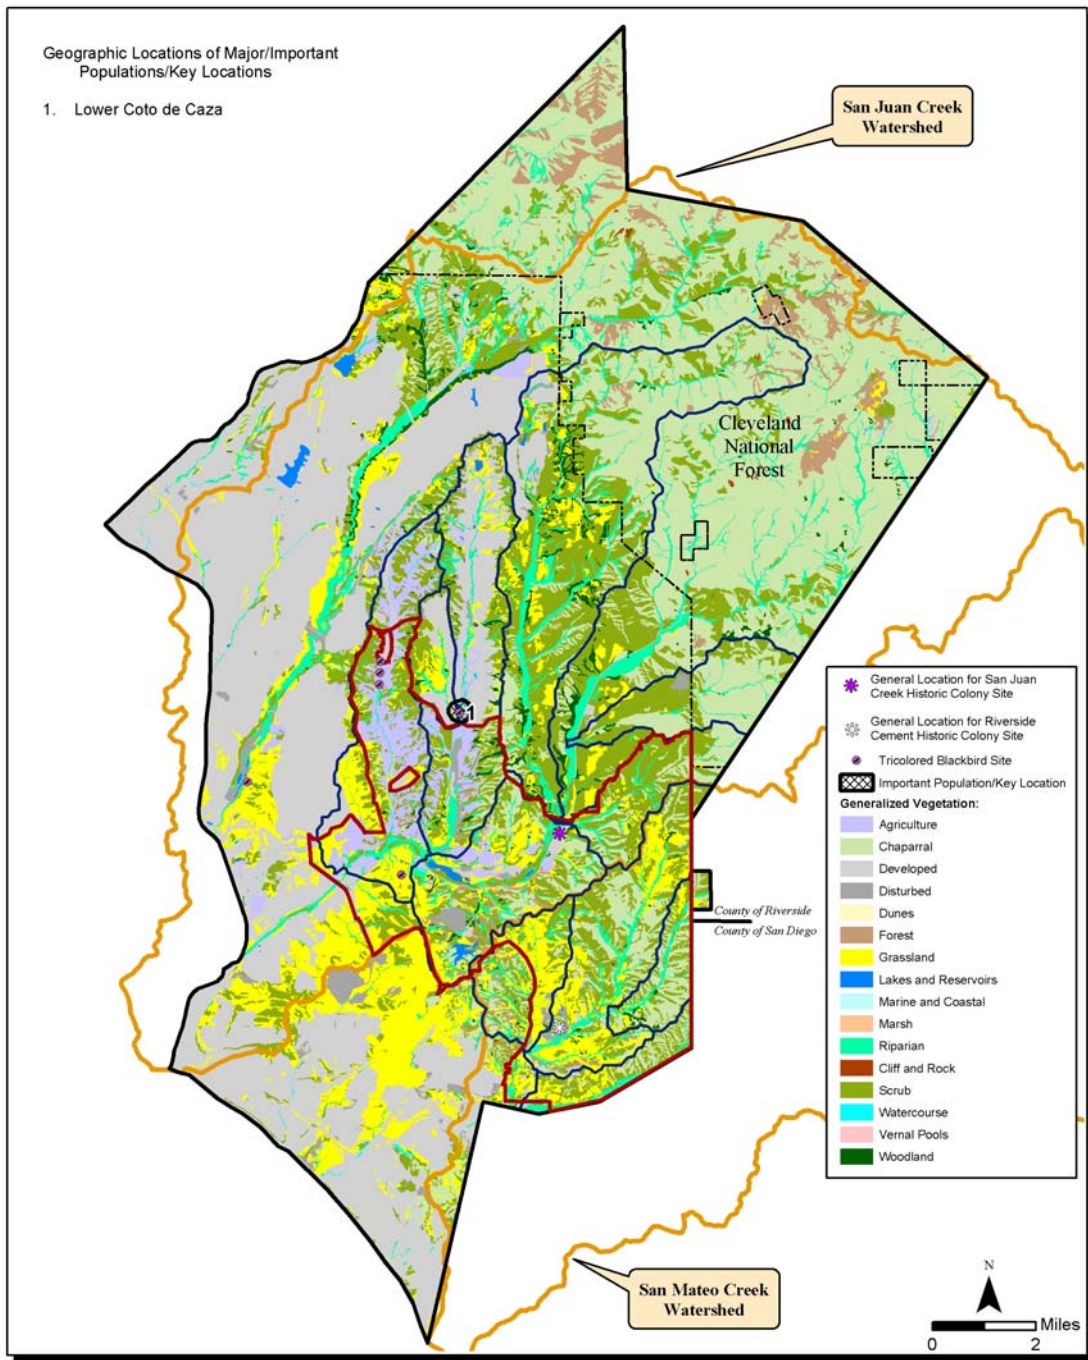 Geographic Locations of Major/Important
Populations/Key Locations
1. Lower Coto de Caza
San Juan Creek
Watershed
Cleveland
National
Forest
1
General Location for San Juan
Creek Historic Colony Site
General Location for Riverside
Cement Historic Colony Site
Tricolored Blackbird Site
Important Population/Key Location
Generalized Vegetation:
Agriculture
Chaparral
Developed
Disturbed
Dunes
Forest
Grassland
Lakes and Reservoirs
Marine and Coastal
Marsh
Riparian
Cliff and Rock
Scrub
Watercourse
Vernal Pools
Woodland
County of Riverside
County of San Diego
San Mateo Creek
Watershed
N
Miles
0 2